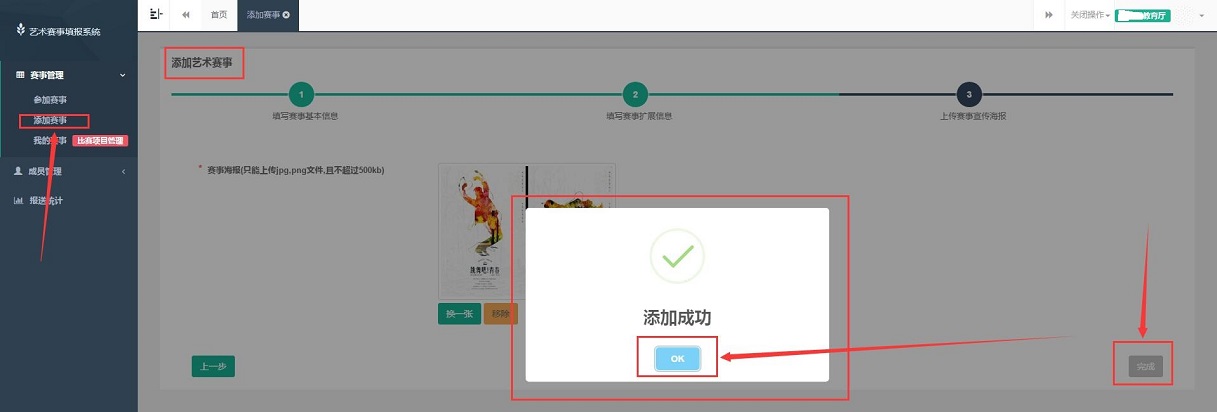 艺术赛事填报系统
首页
添加赛事
关闭操作
教育厅
赛事管理
参加赛事
添加赛事
我的赛事
比赛项目管理
成员管理
报送统计
添加艺术赛事
1
2
3
填写赛事基本信息
填写赛事扩展信息
上传赛事宣传海报
* 赛事海报(只能上传jpg,png文件,且不超过500kb)
换一张
移除
添加成功
OK
上一步
完成